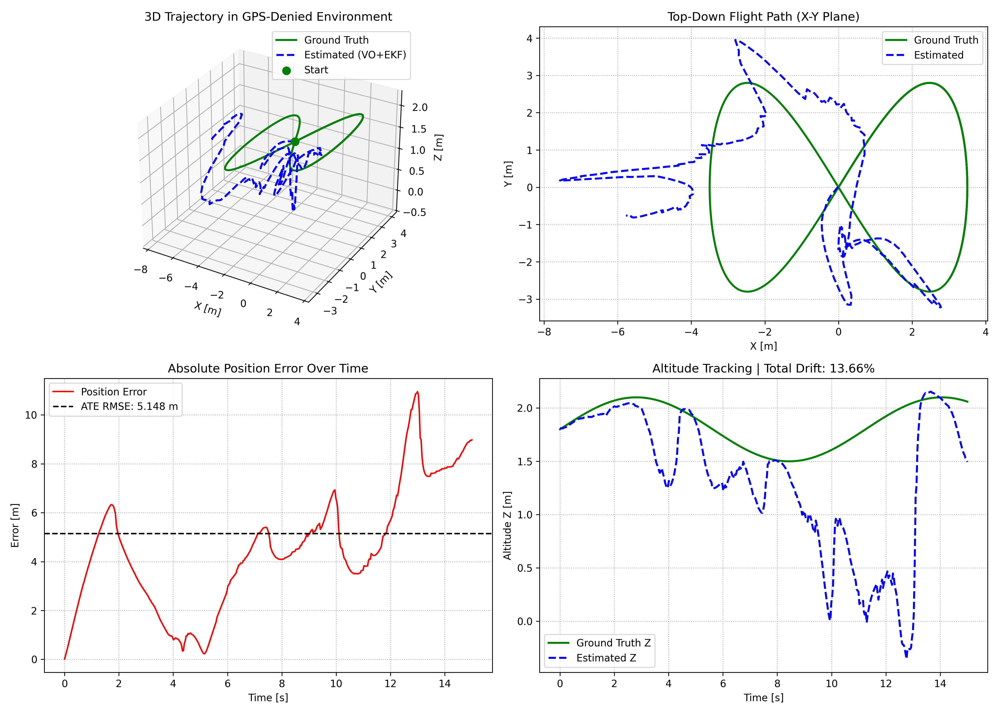 3D Trajectory in GPS-Denied Environment
Ground Truth
Estimated (VO+EKF)
Start
2.0
1.5
1.0
0.5
0.0
−0.5
Z [m]
4
3
2
1
0
−1
−2
−3
Y [m]
−8
−6
−4
−2
0
2
4
X [m]
Top-Down Flight Path (X-Y Plane)
Ground Truth
Estimated
4
3
2
1
0
−1
−2
−3
Y [m]
−8
−6
−4
−2
0
2
4
X [m]
Absolute Position Error Over Time
Position Error
ATE RMSE: 5.148 m
10
8
6
4
2
0
Error [m]
0
2
4
6
8
10
12
14
Time [s]
Altitude Tracking | Total Drift: 13.66%
2.0
1.5
1.0
0.5
0.0
Altitude Z [m]
Ground Truth Z
Estimated Z
0
2
4
6
8
10
12
14
Time [s]